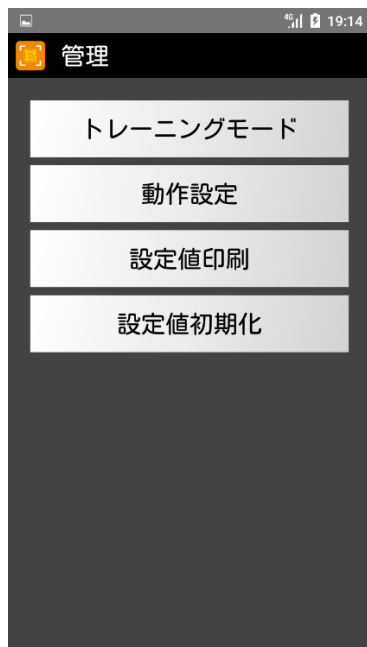 4G 19:14
管理
トレーニングモード
動作設定
設定値印刷
設定値初期化